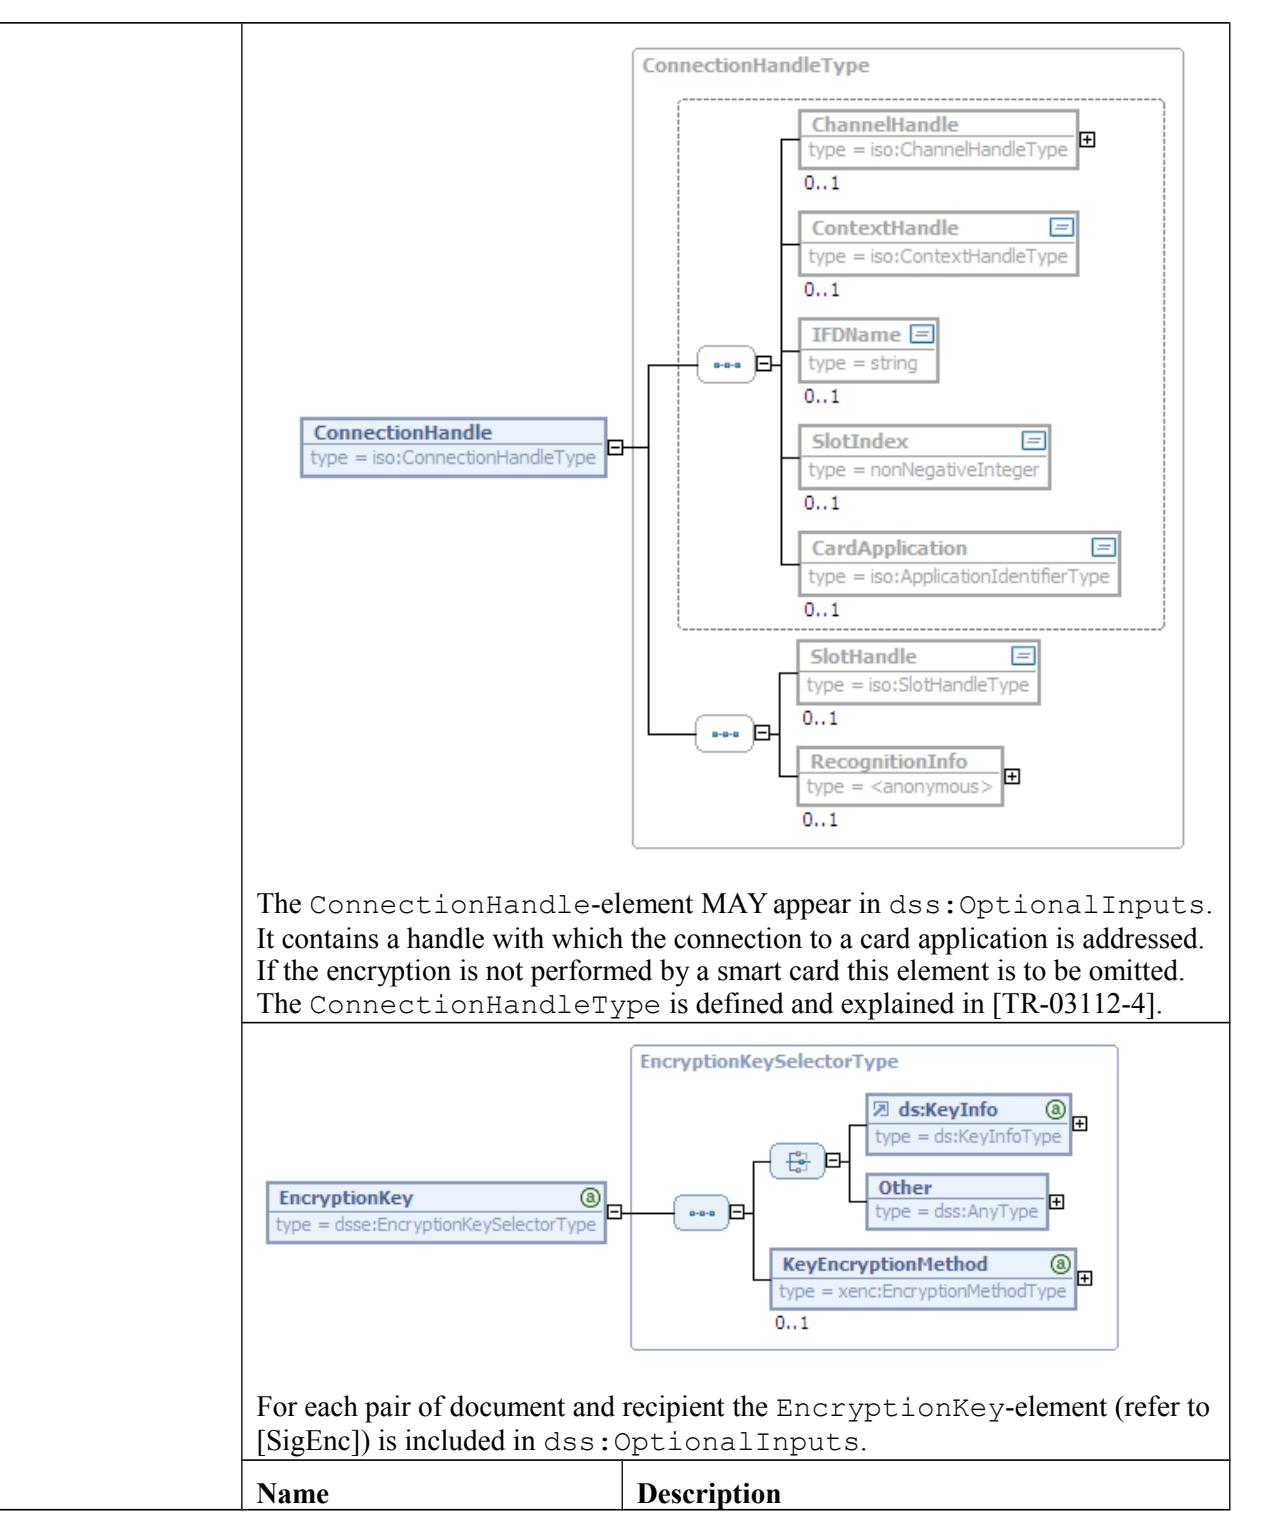 ConnectionHandleType
ChannelHandle
type = iso:ChannelHandleType
0..1
ContextHandle
type = iso:ContextHandleType
0..1
IFDName
type = string
0..1
ConnectionHandle
type = iso:ConnectionHandleType
SlotIndex
type = nonNegativeInteger
0..1
CardApplication
type = iso:ApplicationIdentifierType
0..1
SlotHandle
type = iso:SlotHandleType
0..1
RecognitionInfo
type = <anonymous>
0..1
The ConnectionHandle-element MAY appear in dss:OptionalInputs.
It contains a handle with which the connection to a card application is addressed.
If the encryption is not performed by a smart card this element is to be omitted.
The ConnectionHandleType is defined and explained in [TR-03112-4].
EncryptionKeySelectorType
ds:KeyInfo a
type = ds:KeyInfoType
EncryptionKey a
type = dsse:EncryptionKeySelectorType
Other
type = dss:AnyType
KeyEncryptionMethod a
type = xenc:EncryptionMethodType
0..1
For each pair of document and recipient the EncryptionKey-element (refer to
[SigEnc]) is included in dss:OptionalInputs.
Name Description